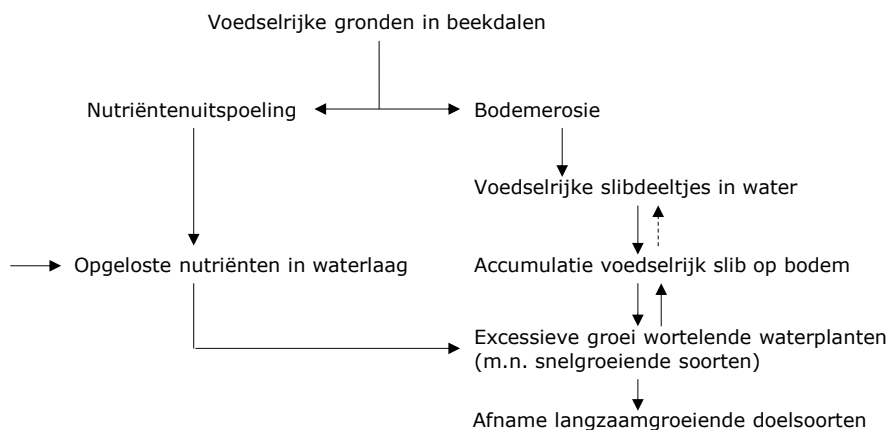 Voedselrijke gronden in beekdalen
Nutriëntenuitspoeling
Bodemerosie
Voedselrijke slibdeeltjes in water
Opgeloste nutriënten in waterlaag
Accumulatie voedselrijk slib op bodem
Excessieve groei wortelende waterplanten
(m.n. snelgroeiende soorten)
Afname langzaamgroeiende doelsoorten